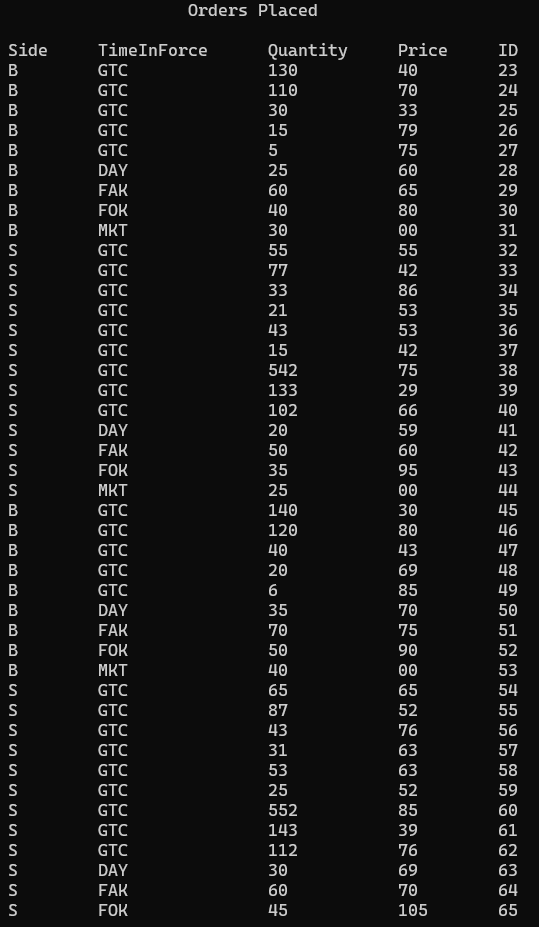 Orders Placed
Side TimeInForce Quantity Price ID
B GTC 130 40 23
B GTC 110 70 24
B GTC 30 33 25
B GTC 15 79 26
B GTC 5 75 27
B DAY 25 60 28
B FAK 60 65 29
B FOK 40 80 30
B MKT 30 00 31
S GTC 55 55 32
S GTC 77 42 33
S GTC 33 86 34
S GTC 21 53 35
S GTC 43 53 36
S GTC 15 42 37
S GTC 542 75 38
S GTC 133 29 39
S GTC 102 66 40
S DAY 20 59 41
S FAK 50 60 42
S FOK 35 95 43
S MKT 25 00 44
B GTC 140 30 45
B GTC 120 80 46
B GTC 40 43 47
B GTC 20 69 48
B GTC 6 85 49
B DAY 35 70 50
B FAK 70 75 51
B FOK 50 90 52
B MKT 40 00 53
S GTC 65 65 54
S GTC 87 52 55
S GTC 43 76 56
S GTC 31 63 57
S GTC 53 63 58
S GTC 25 52 59
S GTC 552 85 60
S GTC 143 39 61
S GTC 112 76 62
S DAY 30 69 63
S FAK 60 70 64
S FOK 45 105 65